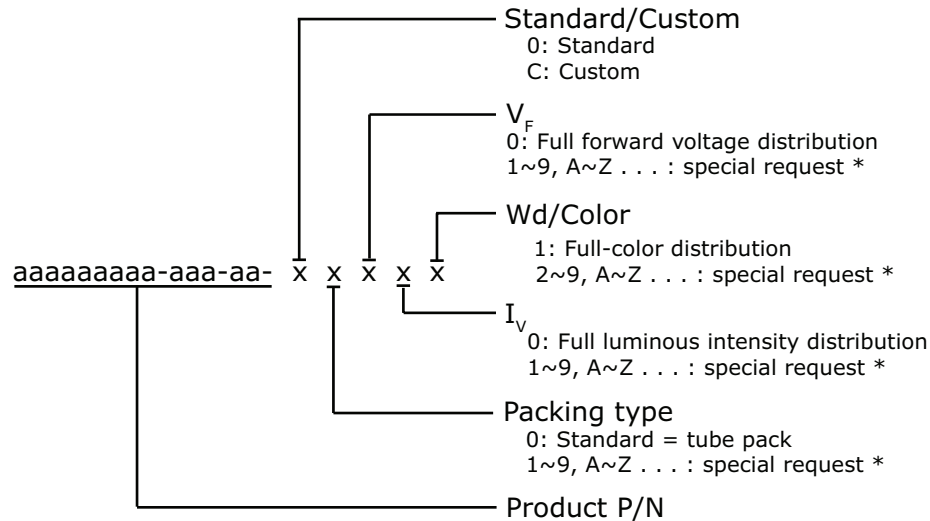 Standard/Custom
0: Standard
C: Custom
VF
0: Full forward voltage distribution
1~9, A~Z . . . : special request *
Wd/Color
1: Full-color distribution
2~9, A~Z . . . : special request *
aaaaaaaaa-aaa-aa- x x x x x
IV
0: Full luminous intensity distribution
1~9, A~Z . . . : special request *
Packing type
0: Standard = tube pack
1~9, A~Z . . . : special request *
Product P/N